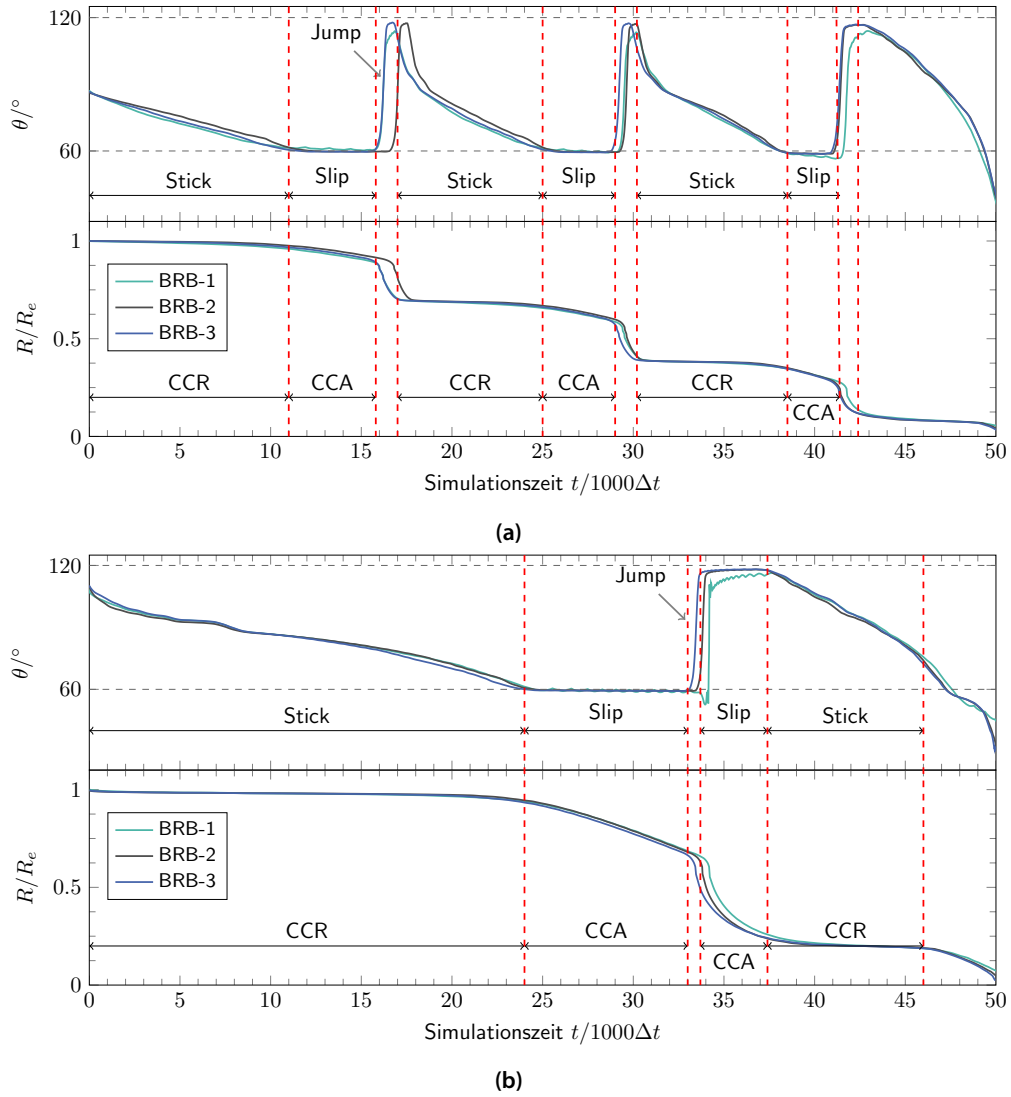 120
60
θ/°
Jump
Stick Slip Stick Slip Stick Slip
1
0.5
0
R/R_e
BRB-1
BRB-2
BRB-3
CCR CCA CCR CCA CCR CCA
0 5 10 15 20 25 30 35 40 45 50
Simulationszeit t/1000Δt
(a)
120
60
θ/°
Jump
Stick Slip Slip Stick
1
0.5
0
R/R_e
BRB-1
BRB-2
BRB-3
CCR CCA CCA CCR
0 5 10 15 20 25 30 35 40 45 50
Simulationszeit t/1000Δt
(b)